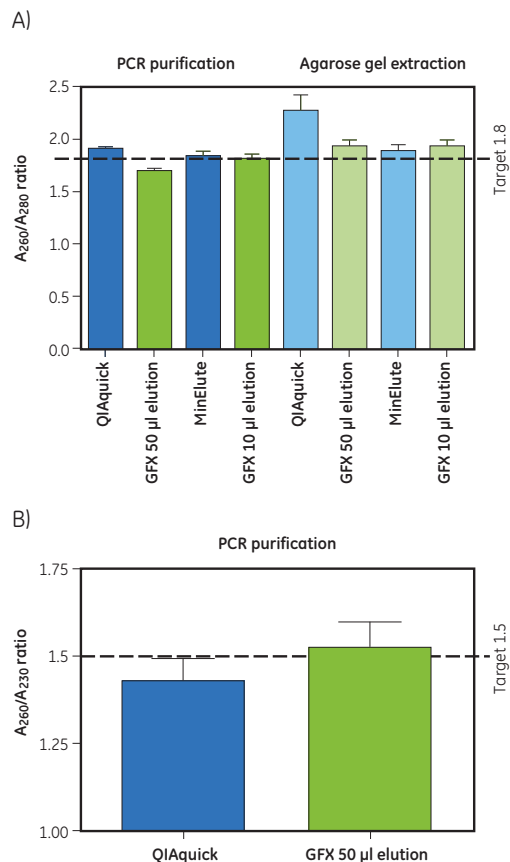 A)
PCR purification
Agarose gel extraction
2.5
2.0
1.5
1.0
0.5
0.0
A260/A280 ratio
Target 1.8
QIAquick
GFX 50 µl elution
MinElute
GFX 10 µl elution
QIAquick
GFX 50 µl elution
MinElute
GFX 10 µl elution
B)
PCR purification
1.75
1.5
1.25
1.00
A260/A230 ratio
Target 1.5
QIAquick
GFX 50 µl elution